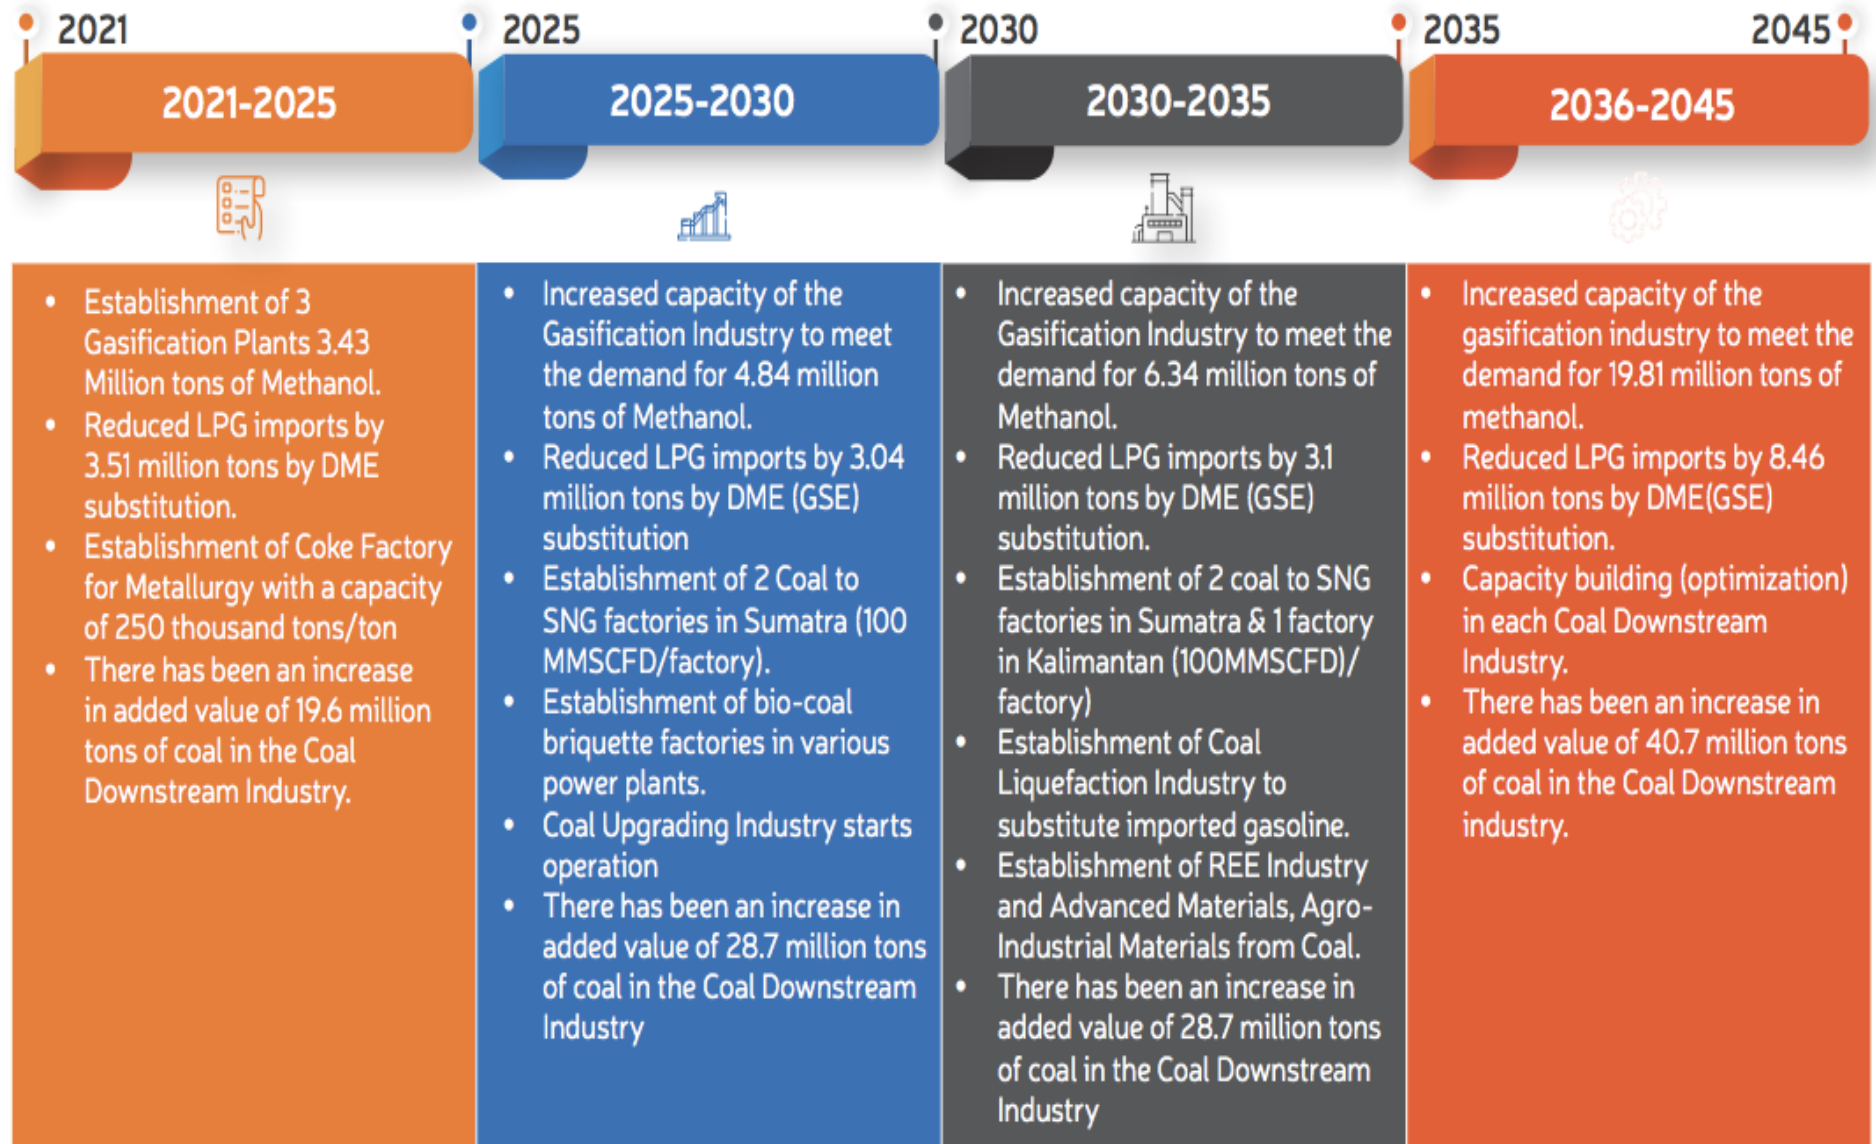 2021
2025
2030
2035
2045
2021-2025
2025-2030
2030-2035
2036-2045
• Establishment of 3
Gasification Plants 3.43
Million tons of Methanol.
• Reduced LPG imports by
3.51 million tons by DME
substitution.
• Establishment of Coke Factory
for Metallurgy with a capacity
of 250 thousand tons/ton
• There has been an increase
in added value of 19.6 million
tons of coal in the Coal
Downstream Industry.
• Increased capacity of the
Gasification Industry to meet
the demand for 4.84 million
tons of Methanol.
• Reduced LPG imports by 3.04
million tons by DME (GSE)
substitution
• Establishment of 2 Coal to
SNG factories in Sumatra (100
MMSCFD/factory).
• Establishment of bio-coal
briquette factories in various
power plants.
• Coal Upgrading Industry starts
operation
• There has been an increase in
added value of 28.7 million tons
of coal in the Coal Downstream
Industry
• Increased capacity of the
Gasification Industry to meet the
demand for 6.34 million tons of
Methanol.
• Reduced LPG imports by 3.1
million tons by DME (GSE)
substitution.
• Establishment of 2 coal to SNG
factories in Sumatra & 1 factory
in Kalimantan (100MMSCFD)/
factory)
• Establishment of Coal
Liquefaction Industry to
substitute imported gasoline.
• Establishment of REE Industry
and Advanced Materials, Agro-
Industrial Materials from Coal.
• There has been an increase in
added value of 28.7 million tons
of coal in the Coal Downstream
Industry
• Increased capacity of the
gasification industry to meet the
demand for 19.81 million tons of
methanol.
• Reduced LPG imports by 8.46
million tons by DME(GSE)
substitution.
• Capacity building (optimization)
in each Coal Downstream
Industry.
• There has been an increase in
added value of 40.7 million tons
of coal in the Coal Downstream
industry.